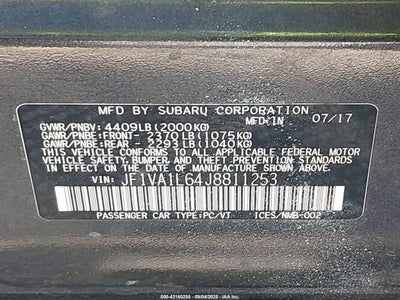 MFD BY SUBARU CORPORATION
MFD IN 07/17
GVWR/PNBV: 4409LB(2000KG)
GAWR/PNBE:FRONT- 2370LB(1075KG)
GAWR/PNBE:REAR - 2293LB(1040KG)
THIS VEHICLE CONFORMS TO ALL APPLICABLE FEDERAL MOTOR
VEHICLE SAFETY, BUMPER, AND THEFT PREVENTION STANDARDS
IN EFFECT ON THE DATE OF MANUFACTURE SHOWN ABOVE.
VIN: JF1VA1L64J8811253
PASSENGER CAR TYPE:PC/VT ICES/NMB-002
000-43160255 - 09/04/2025 - IAA Inc.